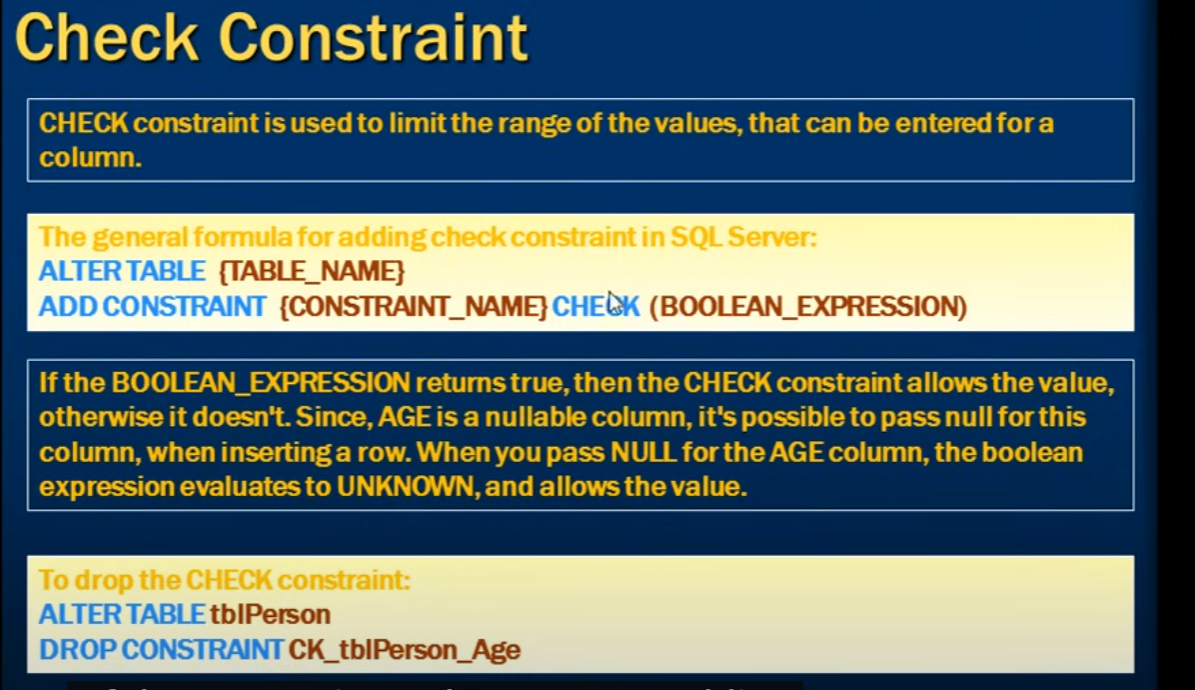 Check Constraint
CHECK constraint is used to limit the range of the values, that can be entered for a
column.
The general formula for adding check constraint in SQL Server:
ALTER TABLE {TABLE_NAME}
ADD CONSTRAINT {CONSTRAINT_NAME} CHECK (BOOLEAN_EXPRESSION)
If the BOOLEAN_EXPRESSION returns true, then the CHECK constraint allows the value,
otherwise it doesn't. Since, AGE is a nullable column, it's possible to pass null for this
column, when inserting a row. When you pass NULL for the AGE column, the boolean
expression evaluates to UNKNOWN, and allows the value.
To drop the CHECK constraint:
ALTER TABLE tblPerson
DROP CONSTRAINT CK_tblPerson_Age